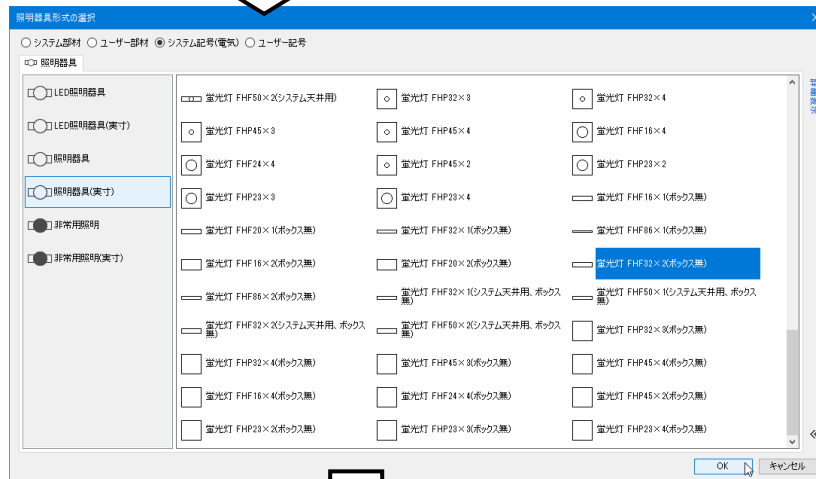 照明器具形式の選択
システム部材 ユーザー部材 システム記号(電気) ユーザー記号
照明器具
LED照明器具
LED照明器具(実寸)
照明器具
照明器具(実寸)
非常用照明
非常用照明(実寸)
蛍光灯 FHF50×2(システム天井用) 蛍光灯 FHP32×3 蛍光灯 FHP32×4
蛍光灯 FHP45×3 蛍光灯 FHP45×4 蛍光灯 FHF16×4
蛍光灯 FHF24×4 蛍光灯 FHP45×2 蛍光灯 FHP23×2
蛍光灯 FHP23×3 蛍光灯 FHP23×4 蛍光灯 FHF16×1(ボックス無)
蛍光灯 FHF20×1(ボックス無) 蛍光灯 FHF32×1(ボックス無) 蛍光灯 FHF86×1(ボックス無)
蛍光灯 FHF16×2(ボックス無) 蛍光灯 FHF20×2(ボックス無) 蛍光灯 FHF32×2(ボックス無)
蛍光灯 FHF86×2(ボックス無) 蛍光灯 FHF32×1(システム天井用、ボックス無) 蛍光灯 FHF50×1(システム天井用、ボックス無)
蛍光灯 FHF32×2(システム天井用、ボックス無) 蛍光灯 FHF50×2(システム天井用、ボックス無) 蛍光灯 FHP32×3(ボックス無)
蛍光灯 FHP32×4(ボックス無) 蛍光灯 FHP45×3(ボックス無) 蛍光灯 FHP45×4(ボックス無)
蛍光灯 FHF16×4(ボックス無) 蛍光灯 FHF24×4(ボックス無) 蛍光灯 FHP45×2(ボックス無)
蛍光灯 FHP23×2(ボックス無) 蛍光灯 FHP23×3(ボックス無) 蛍光灯 FHP23×4(ボックス無)
詳細表示
OK キャンセル